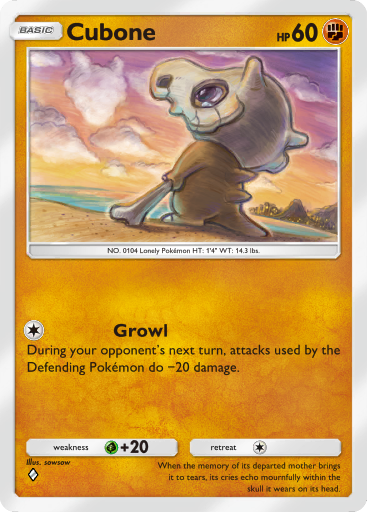 BASIC Cubone HP 60
NO. 0104 Lonely Pokémon HT: 1'4" WT: 14.3 lbs.
Growl
During your opponent's next turn, attacks used by the
Defending Pokémon do −20 damage.
weakness +20 retreat
Illus. sowsow
When the memory of its departed mother brings
it to tears, its cries echo mournfully within the
skull it wears on its head.